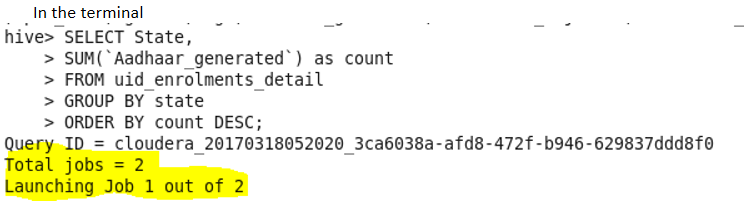 In the terminal
hive> SELECT State,
> SUM(`Aadhaar_generated`) as count
> FROM uid_enrolments_detail
> GROUP BY state
> ORDER BY count DESC;
Query ID = cloudera_20170318052020_3ca6038a-afd8-472f-b946-629837ddd8f0
Total jobs = 2
Launching Job 1 out of 2